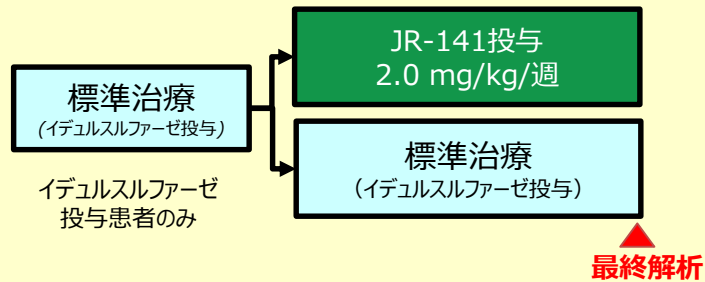 JR-141投与
2.0 mg/kg/週
標準治療
(イデュルスルファーゼ投与)
イデュルスルファーゼ
投与患者のみ
標準治療
（イデュルスルファーゼ投与）
最終解析